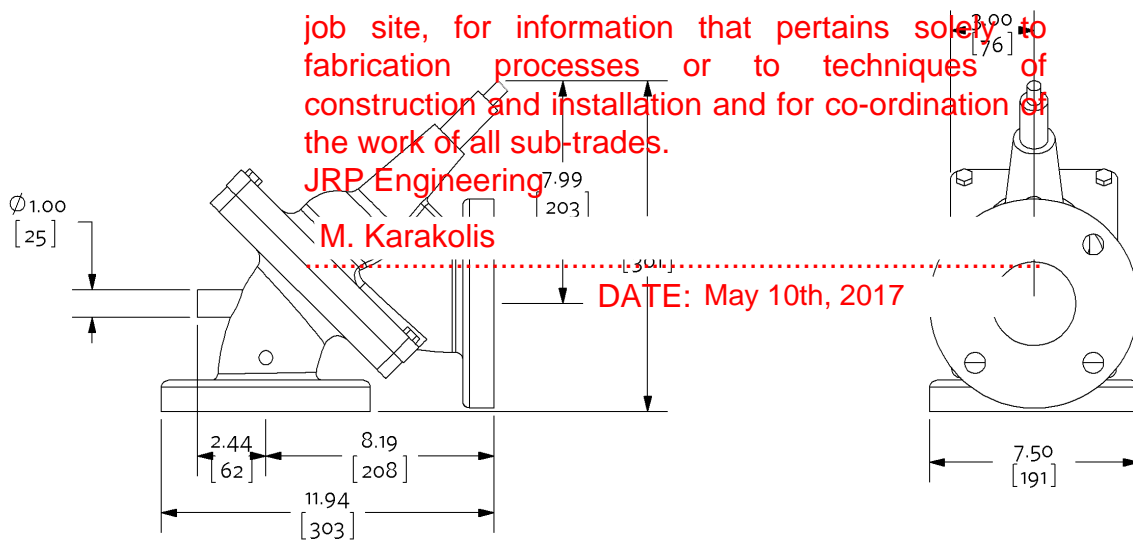 job site, for information that pertains solely to
fabrication processes or to techniques of
construction and installation and for co-ordination of
the work of all sub-trades.
JRP Engineering
M. Karakolis
DATE: May 10th, 2017
3.00
[76]
7.99
[203]
Ø1.00
[25]
2.44
[62]
8.19
[208]
11.94
[303]
7.50
[191]